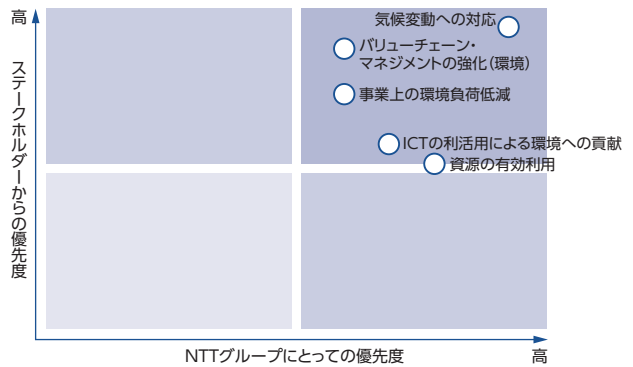 高
ステークホルダーからの優先度
気候変動への対応
バリューチェーン・
マネジメントの強化（環境）
事業上の環境負荷低減
ICTの利活用による環境への貢献
資源の有効利用
NTTグループにとっての優先度
高